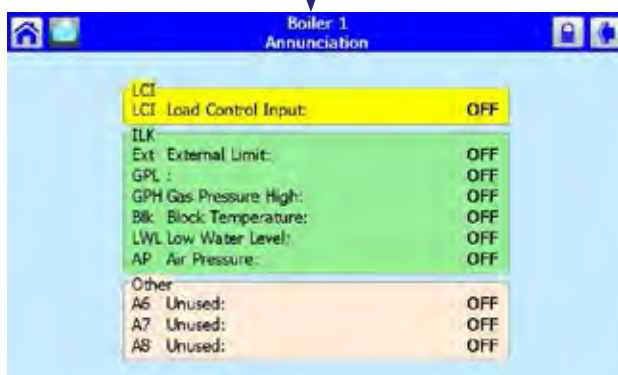 Boiler 1
Annunciation
LCI
LCI Load Control Input: OFF
ILK
Ext External Limit: OFF
GPL : OFF
GPH Gas Pressure High: OFF
Blk Block Temperature: OFF
LWL Low Water Level: OFF
AP Air Pressure: OFF
Other
A6 Unused: OFF
A7 Unused: OFF
A8 Unused: OFF